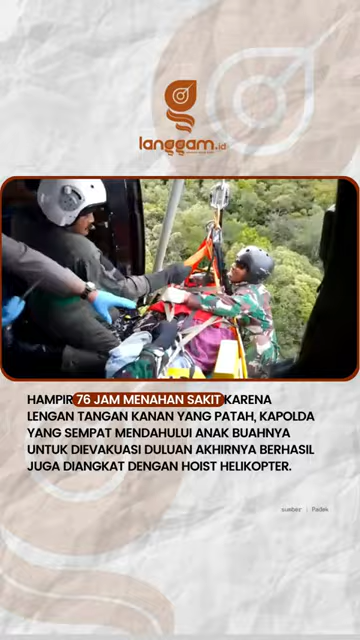 langgam.id
HAMPIR 76 JAM MENAHAN SAKIT KARENA
LENGAN TANGAN KANAN YANG PATAH, KAPOLDA
YANG SEMPAT MENDAHULUI ANAK BUAHNYA
UNTUK DIEVAKUASI DULUAN AKHIRNYA BERHASIL
JUGA DIANGKAT DENGAN HOIST HELIKOPTER.
sumber : Padek